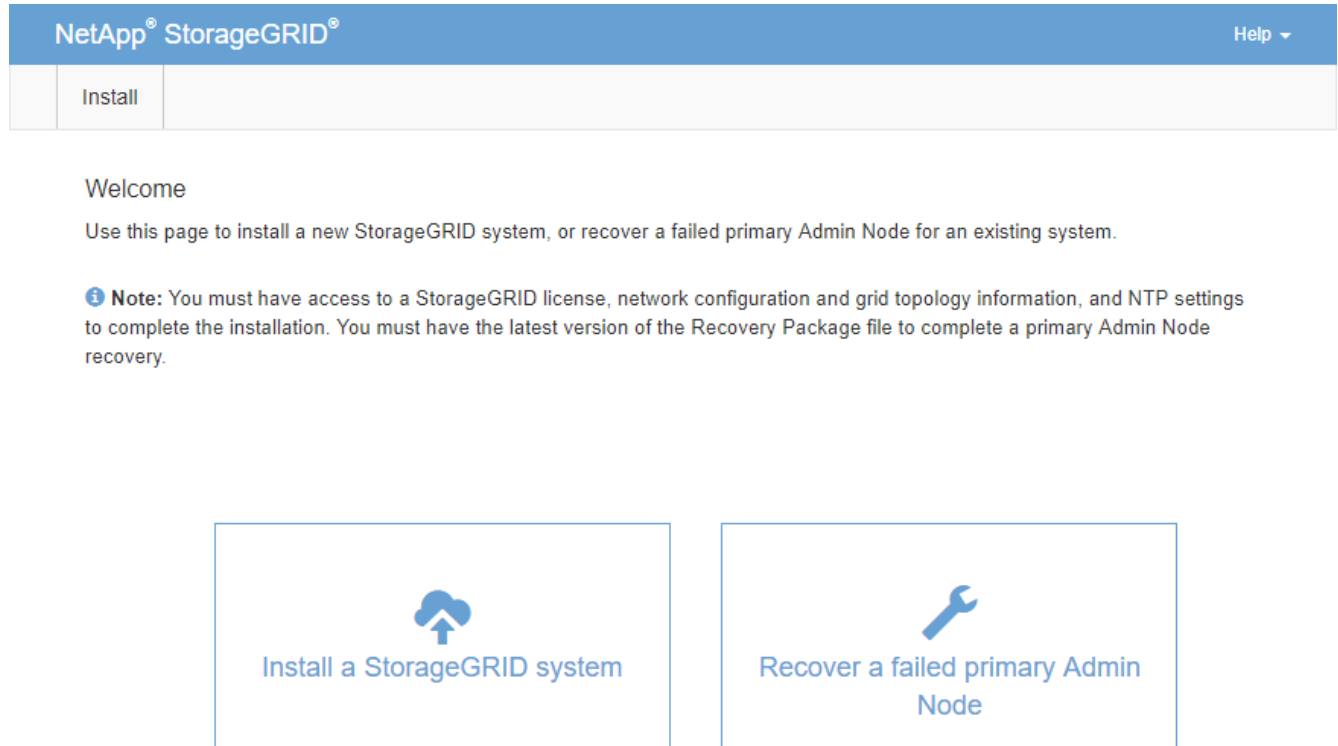 NetApp® StorageGRID®
Help
Install
Welcome
Use this page to install a new StorageGRID system, or recover a failed primary Admin Node for an existing system.
Note: You must have access to a StorageGRID license, network configuration and grid topology information, and NTP settings
to complete the installation. You must have the latest version of the Recovery Package file to complete a primary Admin Node
recovery.
Install a StorageGRID system
Recover a failed primary Admin
Node